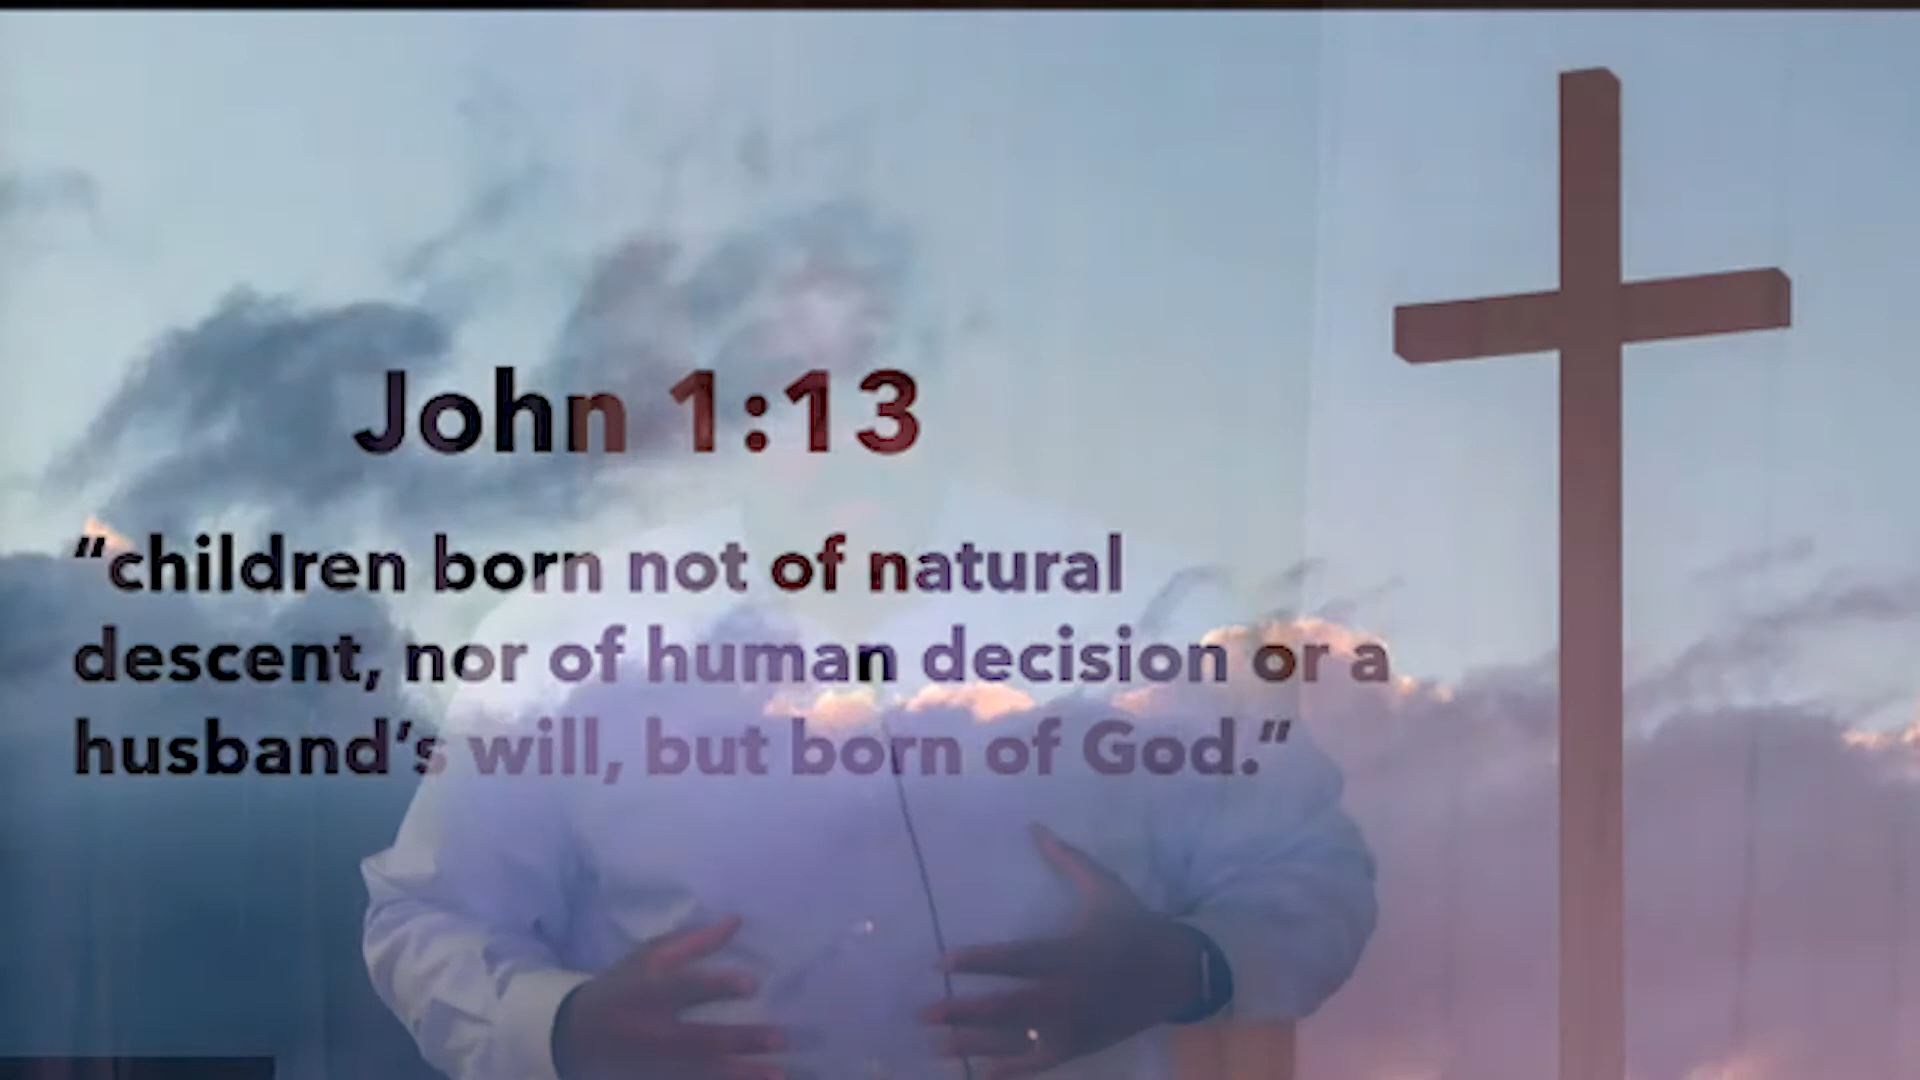 John 1:13
“children born not of natural
descent, nor of human decision or a
husband’s will, but born of God.”